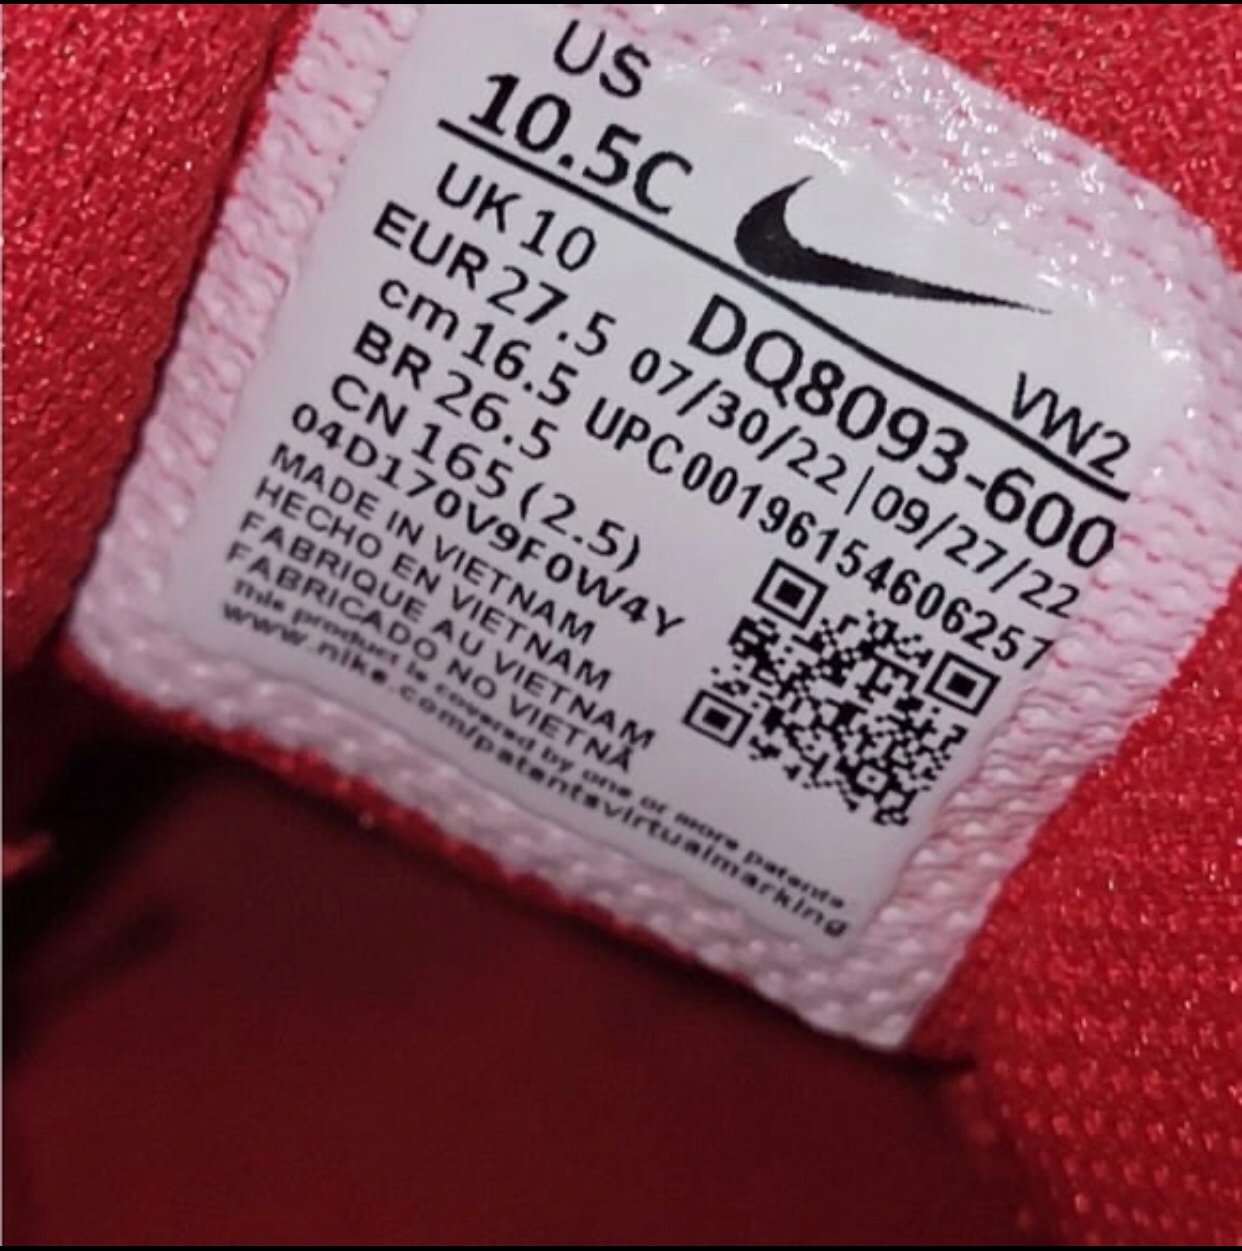 US
10.5C
VW2
UK 10
DQ8093-600
EUR 27.5
07/30/22 | 09/27/22
cm 16.5
UPC 00196154606257
BR 26.5
CN 165 (2.5)
04D170V9F0W4Y
MADE IN VIETNAM
HECHO EN VIETNAM
FABRIQUE AU VIETNAM
FABRICADO NO VIETNÃ
This product is covered by one or more patents
www.nike.com/patentsvirtualmarking